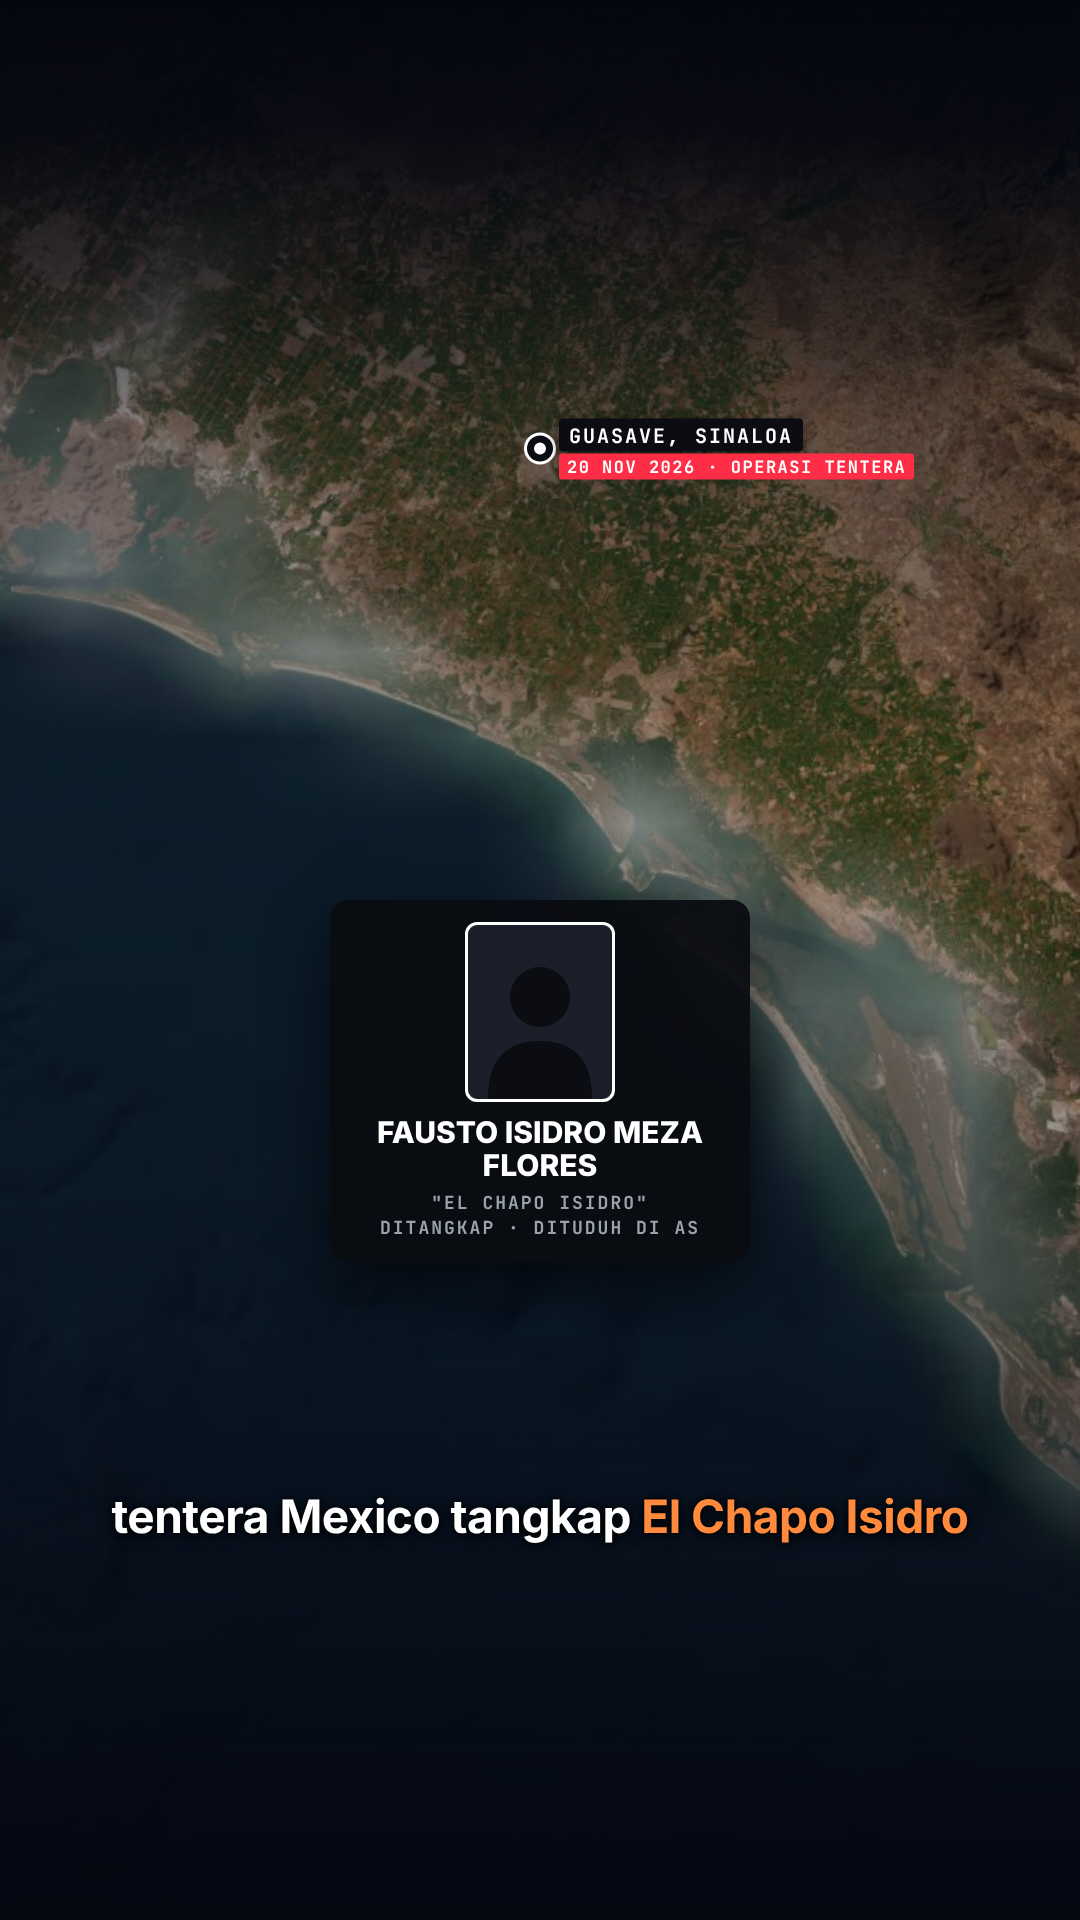 GUASAVE, SINALOA
20 NOV 2026 · OPERASI TENTERA
FAUSTO ISIDRO MEZA
FLORES
"EL CHAPO ISIDRO"
DITANGKAP · DITUDUH DI AS
tentera Mexico tangkap El Chapo Isidro